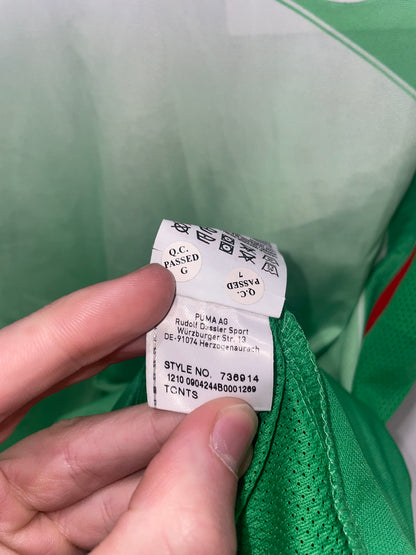 Q.C.
PASSED
G
Q.C.
PASSED
1
PUMA AG
Rudolf Dassler Sport
Würzburger Str. 13
DE-91074 Herzogenaurach
STYLE NO. 736914
1210 0904244B0001269
TCNTS